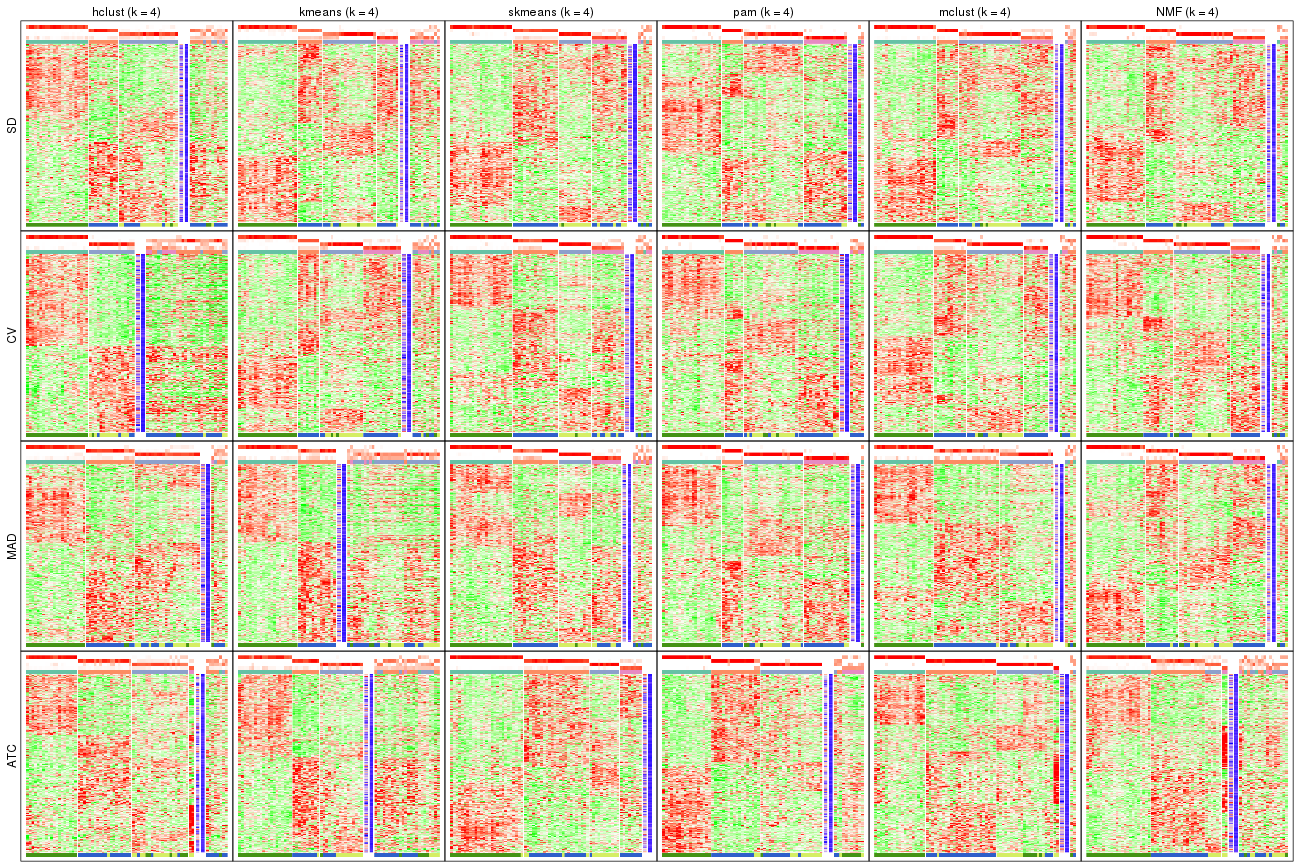 hclust (k = 4)
kmeans (k = 4)
skmeans (k = 4)
pam (k = 4)
mclust (k = 4)
NMF (k = 4)
SD
CV
MAD
ATC